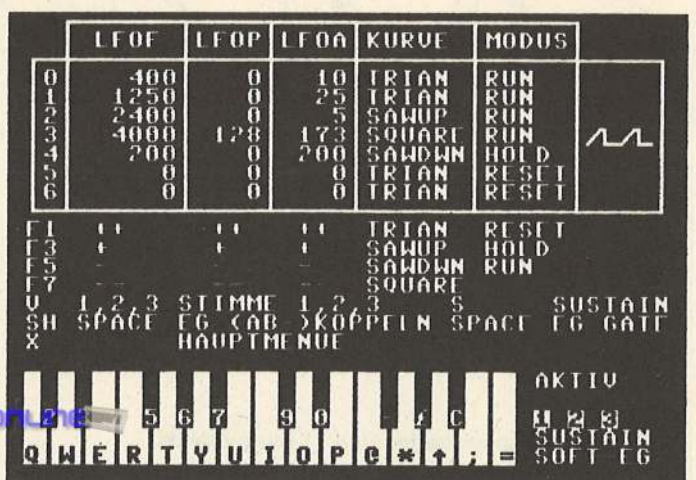 LFOF LFOP LFOA KURVE MODUS
0 400 0 10 TRIAN RUN
1 1250 0 25 TRIAN RUN
2 2400 0 5 SAWUP RUN
3 4000 128 173 SQUARE RUN
4 200 0 200 SAWDWN HOLD
5 0 0 0 TRIAN RESET
6 0 0 0 TRIAN RESET
F1 ++ ++ ++ TRIAN RESET
F3 + + + SAWUP HOLD
F5 - - - SAWDWN RUN
F7 -- -- -- SQUARE
V 1,2,3 STIMME 1,2,3 S SUSTAIN
SH SPACE EG (AB-)KOPPELN SPACE EG GATE
X HAUPTMENUE
AKTIV
5 6 7 9 0 - £ C 1 2 3
SUSTAIN
Q W E R T Y U I O P @ * ↑ ; = SOFT EG
online